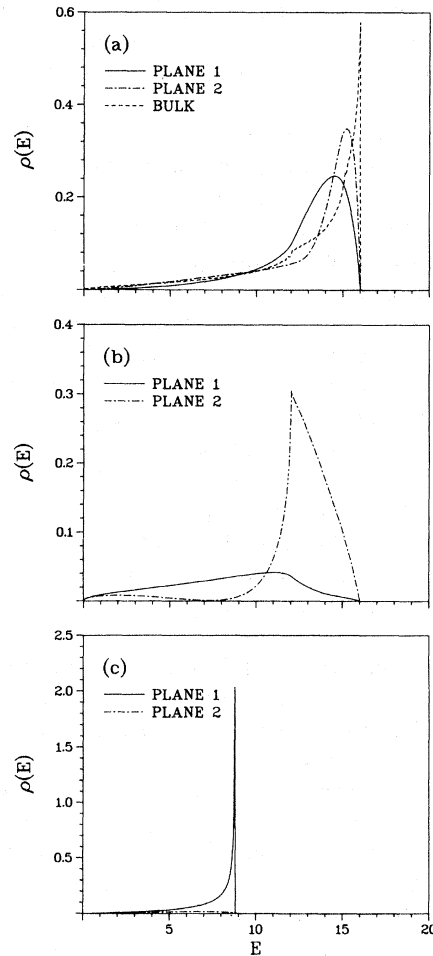 0.6
(a)
PLANE 1
PLANE 2
BULK
0.4
0.2
ρ(E)
0.4
(b)
PLANE 1
PLANE 2
0.3
0.2
0.1
ρ(E)
2.5
(c)
PLANE 1
PLANE 2
2.0
1.5
1.0
0.5
ρ(E)
5 10 15 20
E